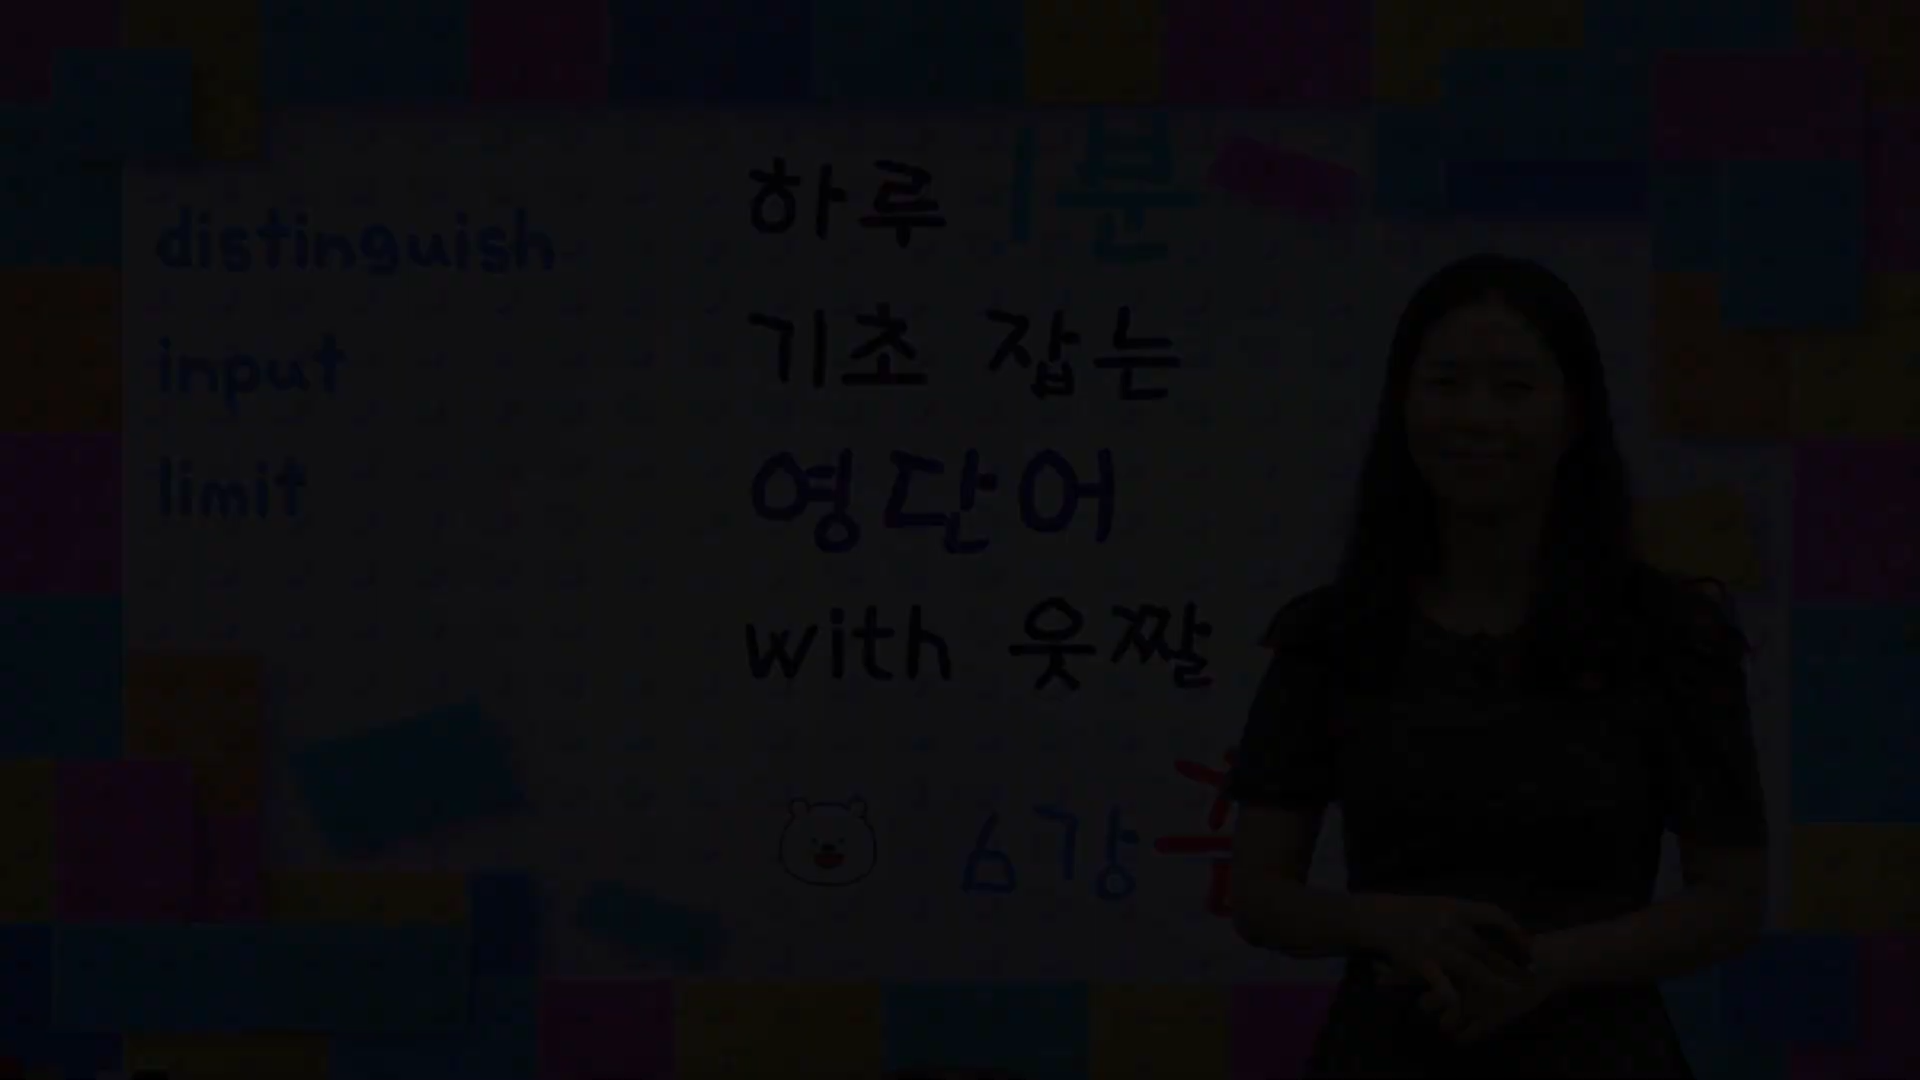 distinguish
input
limit
하루 1분
기초 잡는
영단어
with 웃짤
6강